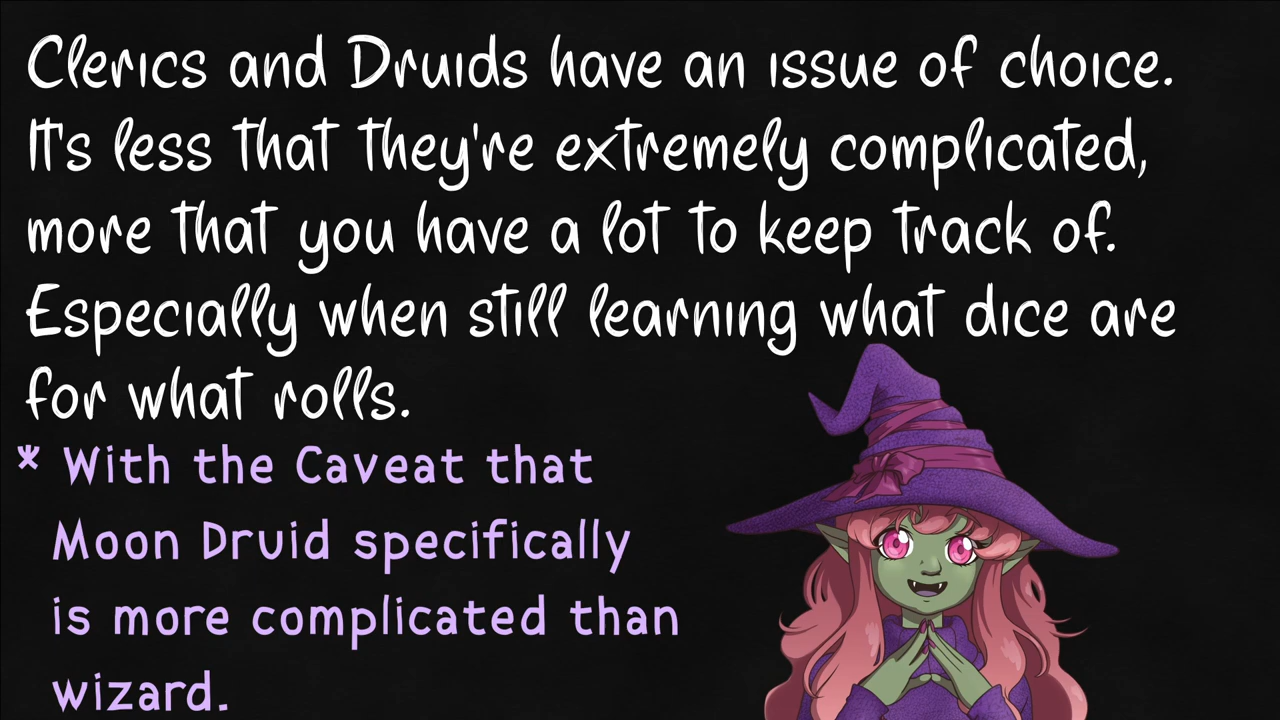 Clerics and Druids have an issue of choice.
It's less that they're extremely complicated,
more that you have a lot to keep track of.
Especially when still learning what dice are
for what rolls.
* With the Caveat that
Moon Druid specifically
is more complicated than
wizard.